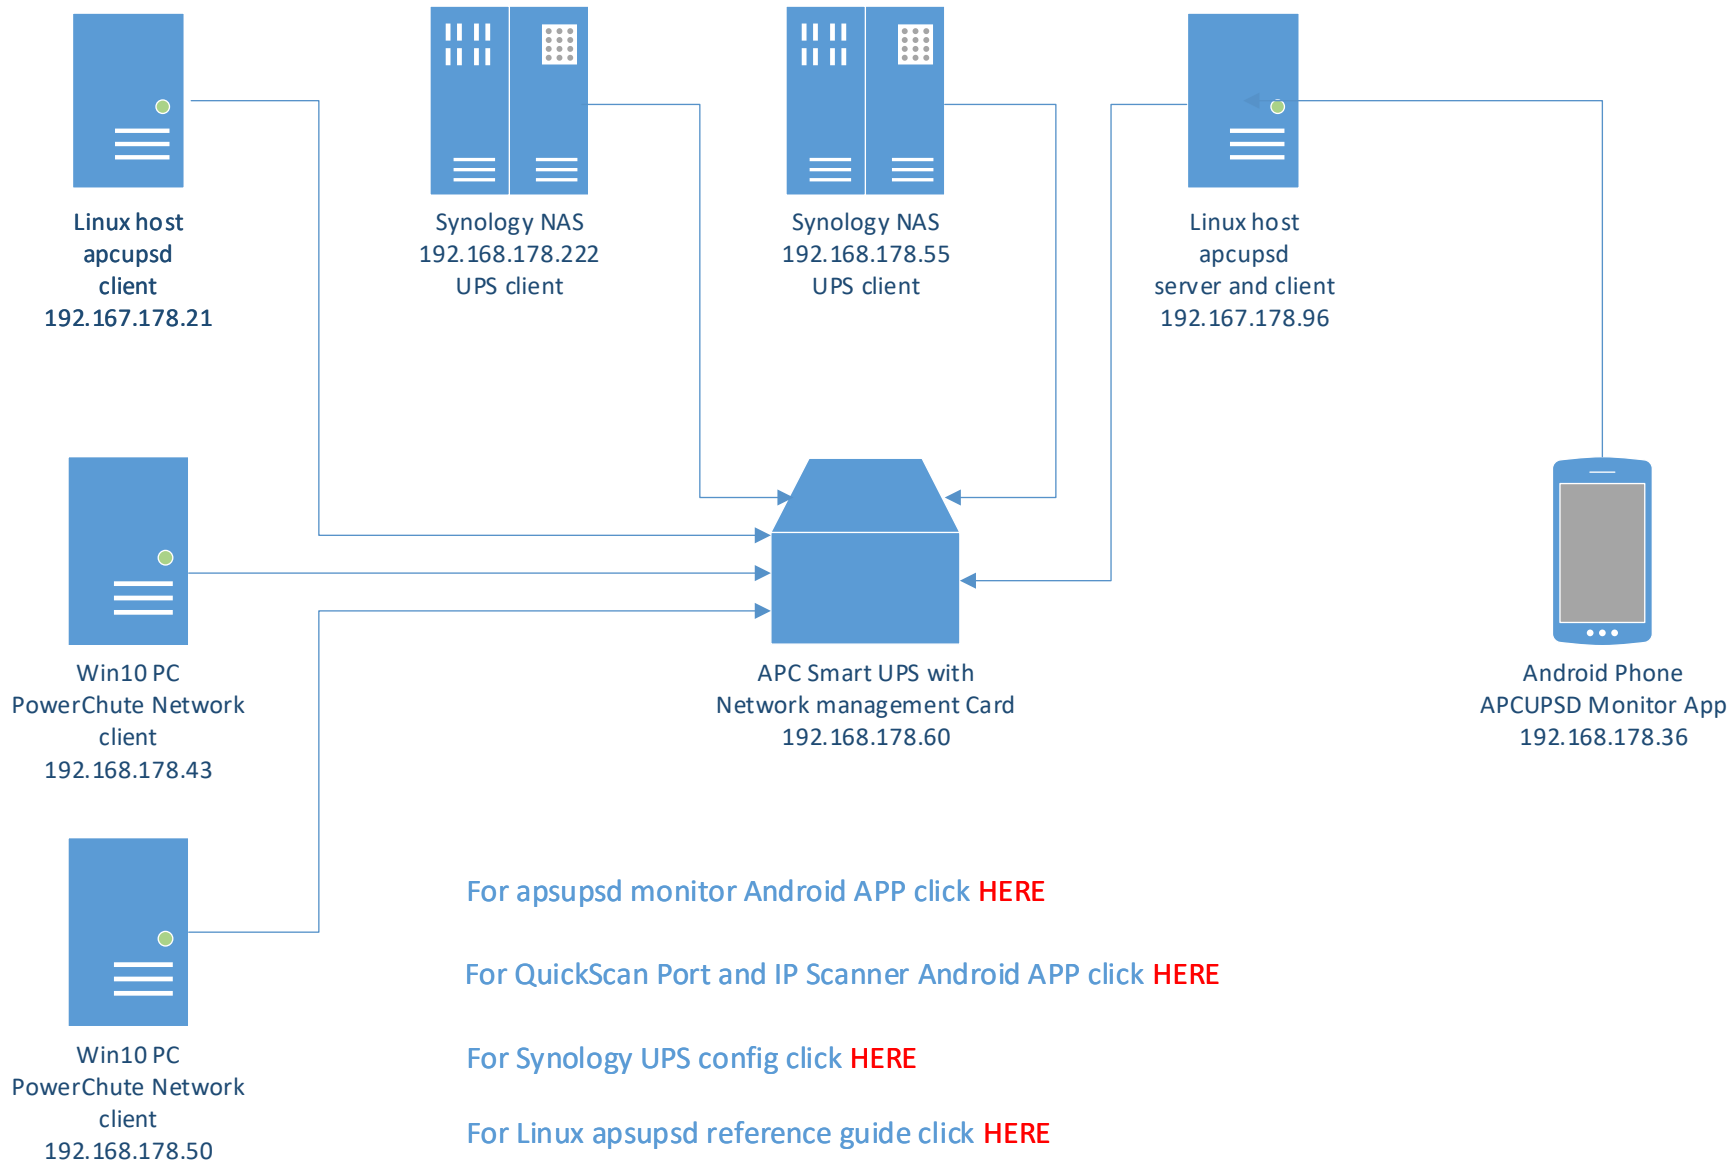 Linux host
apcupsd
client
192.167.178.21
Synology NAS
192.168.178.222
UPS client
Synology NAS
192.168.178.55
UPS client
Linux host
apcupsd
server and client
192.167.178.96
Win10 PC
PowerChute Network
client
192.168.178.43
APC Smart UPS with
Network management Card
192.168.178.60
Android Phone
APCUPSD Monitor App
192.168.178.36
Win10 PC
PowerChute Network
client
192.168.178.50
For apsupsd monitor Android APP click HERE
For QuickScan Port and IP Scanner Android APP click HERE
For Synology UPS config click HERE
For Linux apsupsd reference guide click HERE